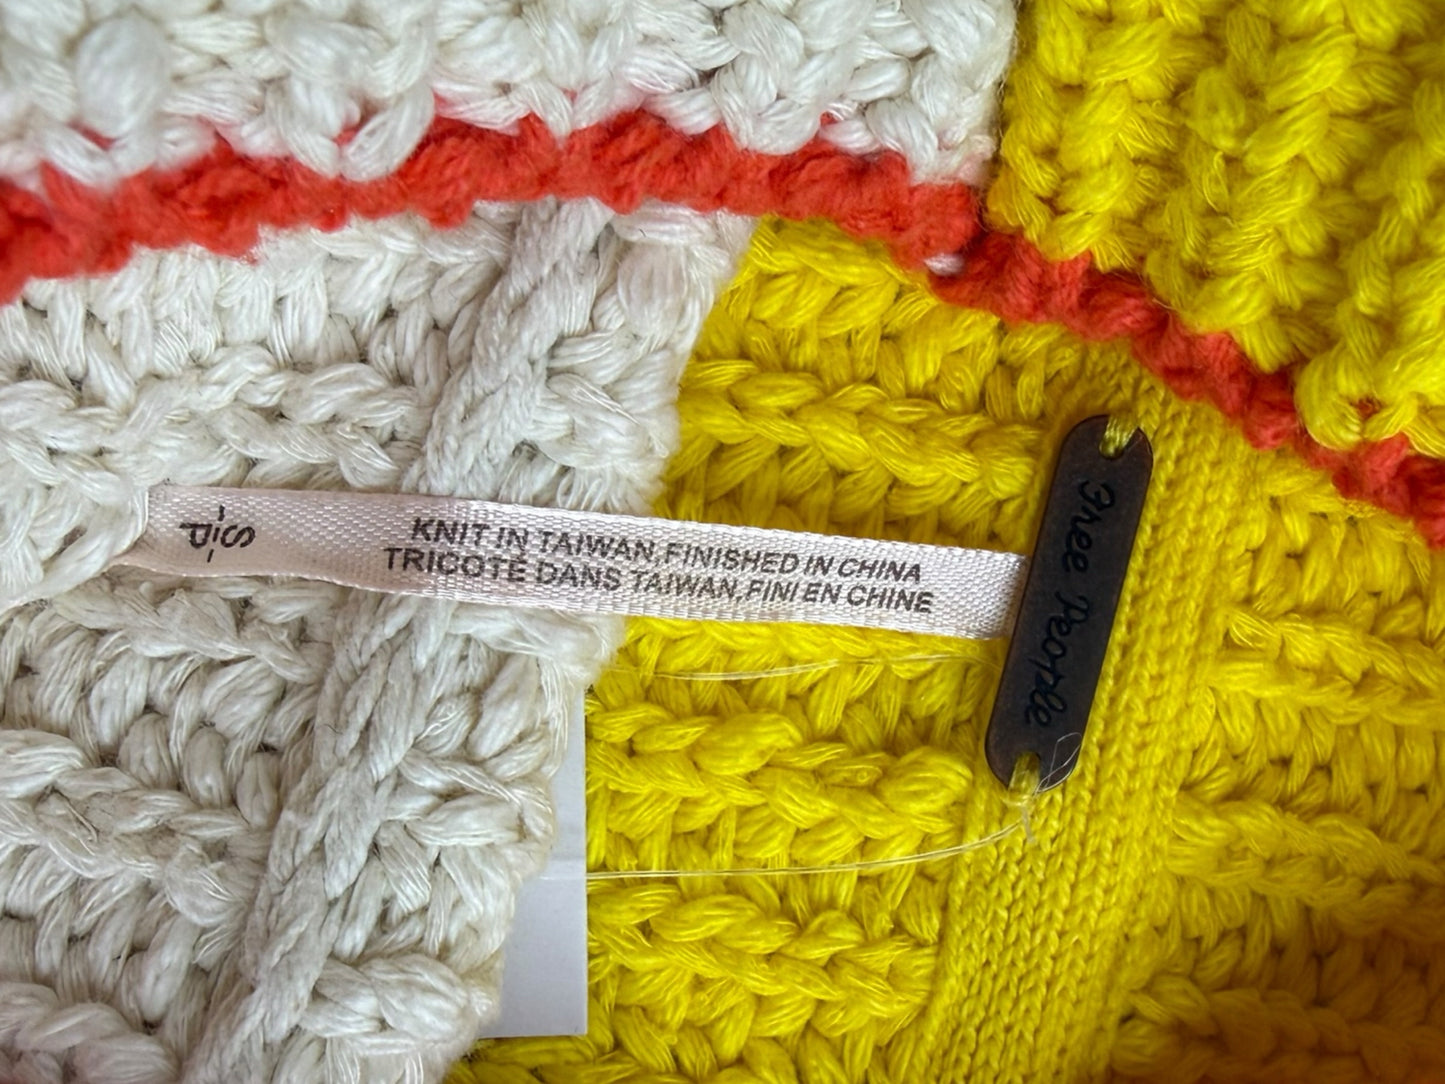 S-P
KNIT IN TAIWAN,FINISHED IN CHINA
TRICOTÉ DANS TAIWAN,FINI EN CHINE
Free People